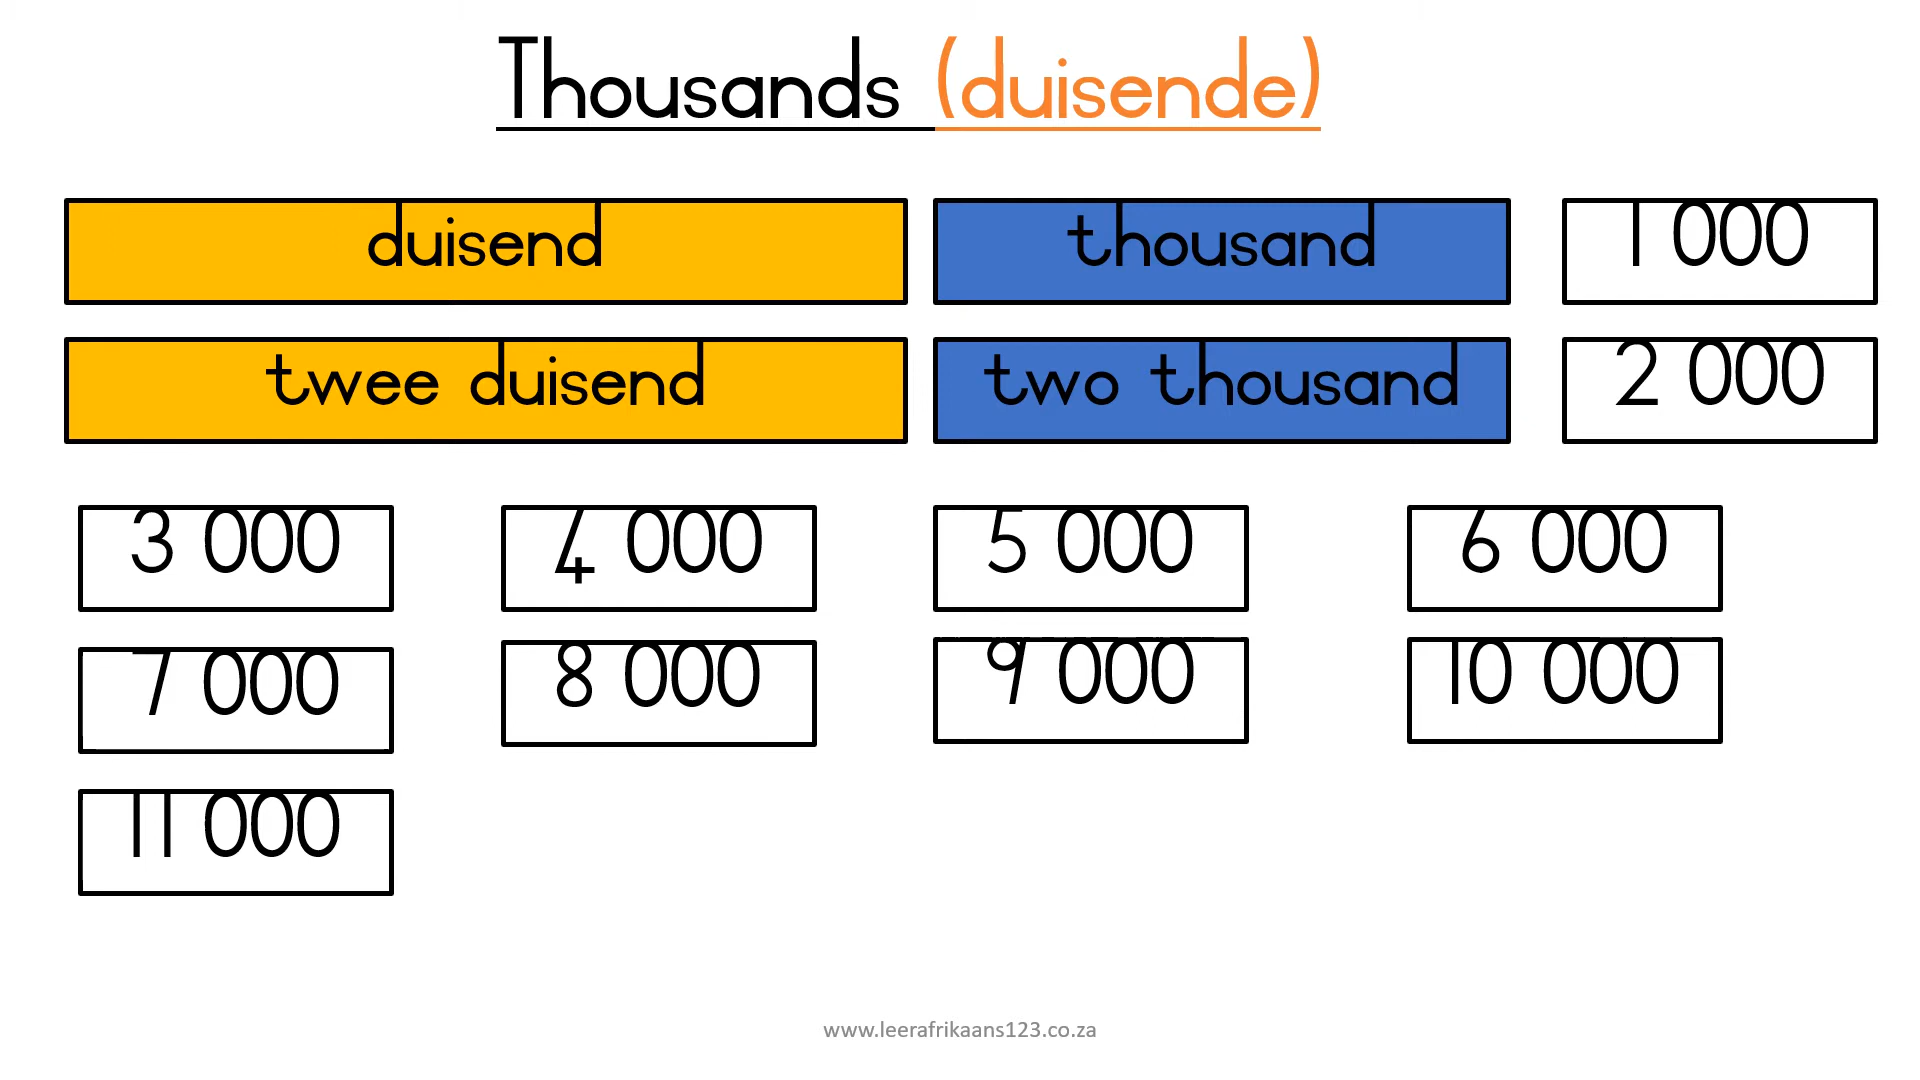 Thousands (duisende)
duisend thousand 1 000
twee duisend two thousand 2 000
3 000 4 000 5 000 6 000
7 000 8 000 9 000 10 000
11 000
www.leerafrikaans123.co.za